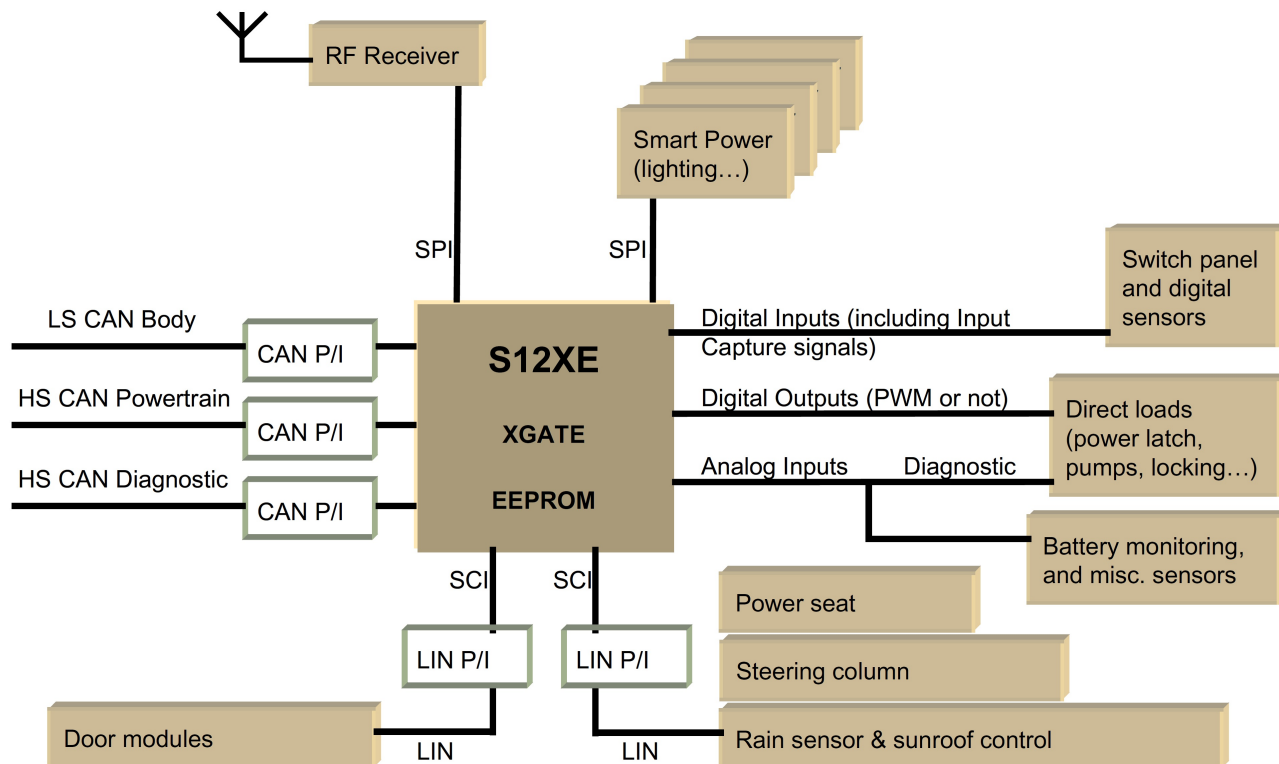 RF Receiver
Smart Power
(lighting…)
SPI
SPI
Switch panel
and digital
sensors
LS CAN Body
CAN P/I
HS CAN Powertrain
CAN P/I
HS CAN Diagnostic
CAN P/I
S12XE
XGATE
EEPROM
Digital Inputs (including Input
Capture signals)
Digital Outputs (PWM or not)
Direct loads
(power latch,
pumps, locking…)
Analog Inputs
Diagnostic
Battery monitoring,
and misc. sensors
SCI
SCI
LIN P/I
LIN P/I
Power seat
Steering column
Door modules
LIN
LIN
Rain sensor & sunroof control